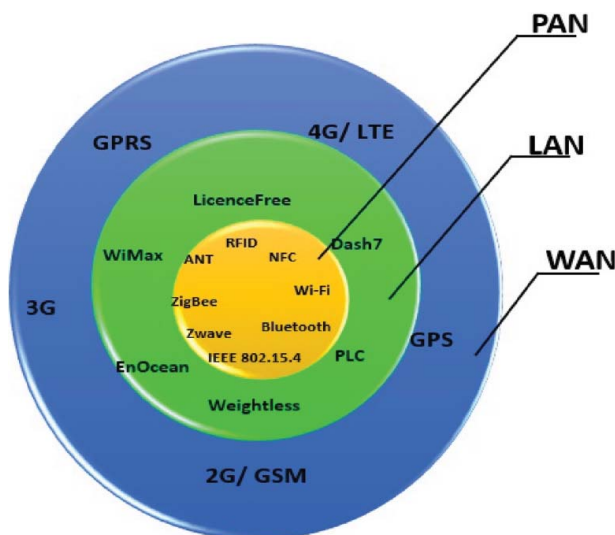 PAN
4G/ LTE
GPRS
LAN
LicenceFree
RFID
Dash7
WiMax
ANT
NFC
WAN
Wi-Fi
ZigBee
3G
Bluetooth
Zwave
GPS
IEEE 802.15.4
PLC
EnOcean
Weightless
2G/ GSM